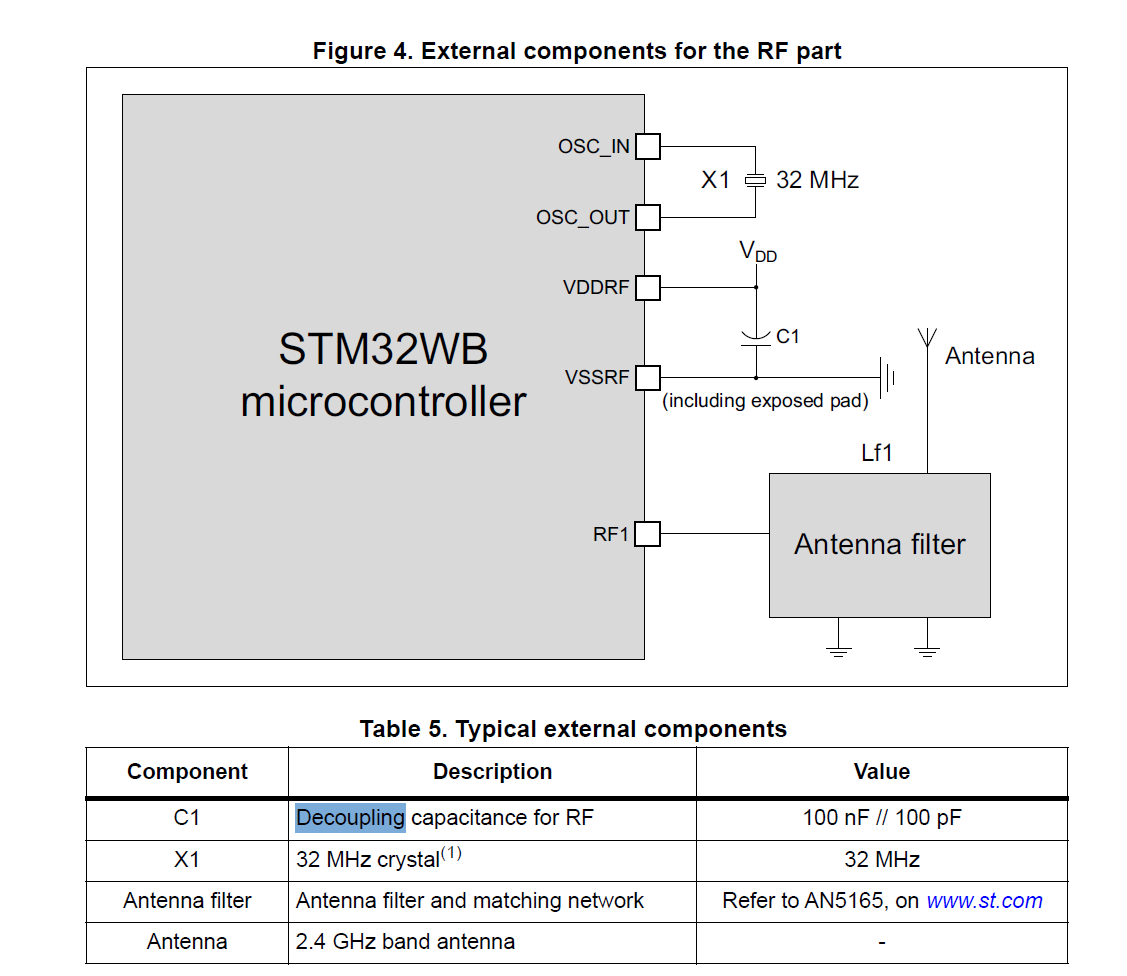 Figure 4. External components for the RF part
OSC_IN
X1 32 MHz
OSC_OUT
VDD
VDDRF
C1
STM32WB
microcontroller
Antenna
VSSRF
(including exposed pad)
Lf1
RF1
Antenna filter
Table 5. Typical external components
Component Description Value
C1 Decoupling capacitance for RF 100 nF // 100 pF
X1 32 MHz crystal(1) 32 MHz
Antenna filter Antenna filter and matching network Refer to AN5165, on www.st.com
Antenna 2.4 GHz band antenna -